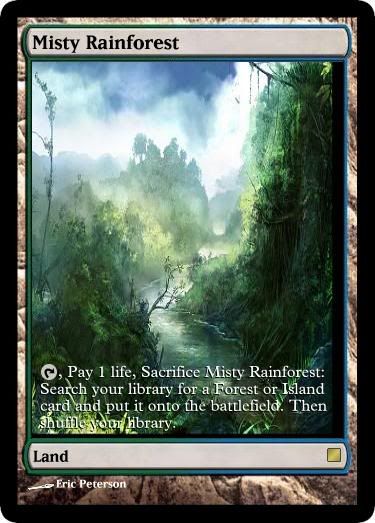 Misty Rainforest
, Pay 1 life, Sacrifice Misty Rainforest:
Search your library for a Forest or Island
card and put it onto the battlefield. Then
shuffle your library.
Land
Eric Peterson